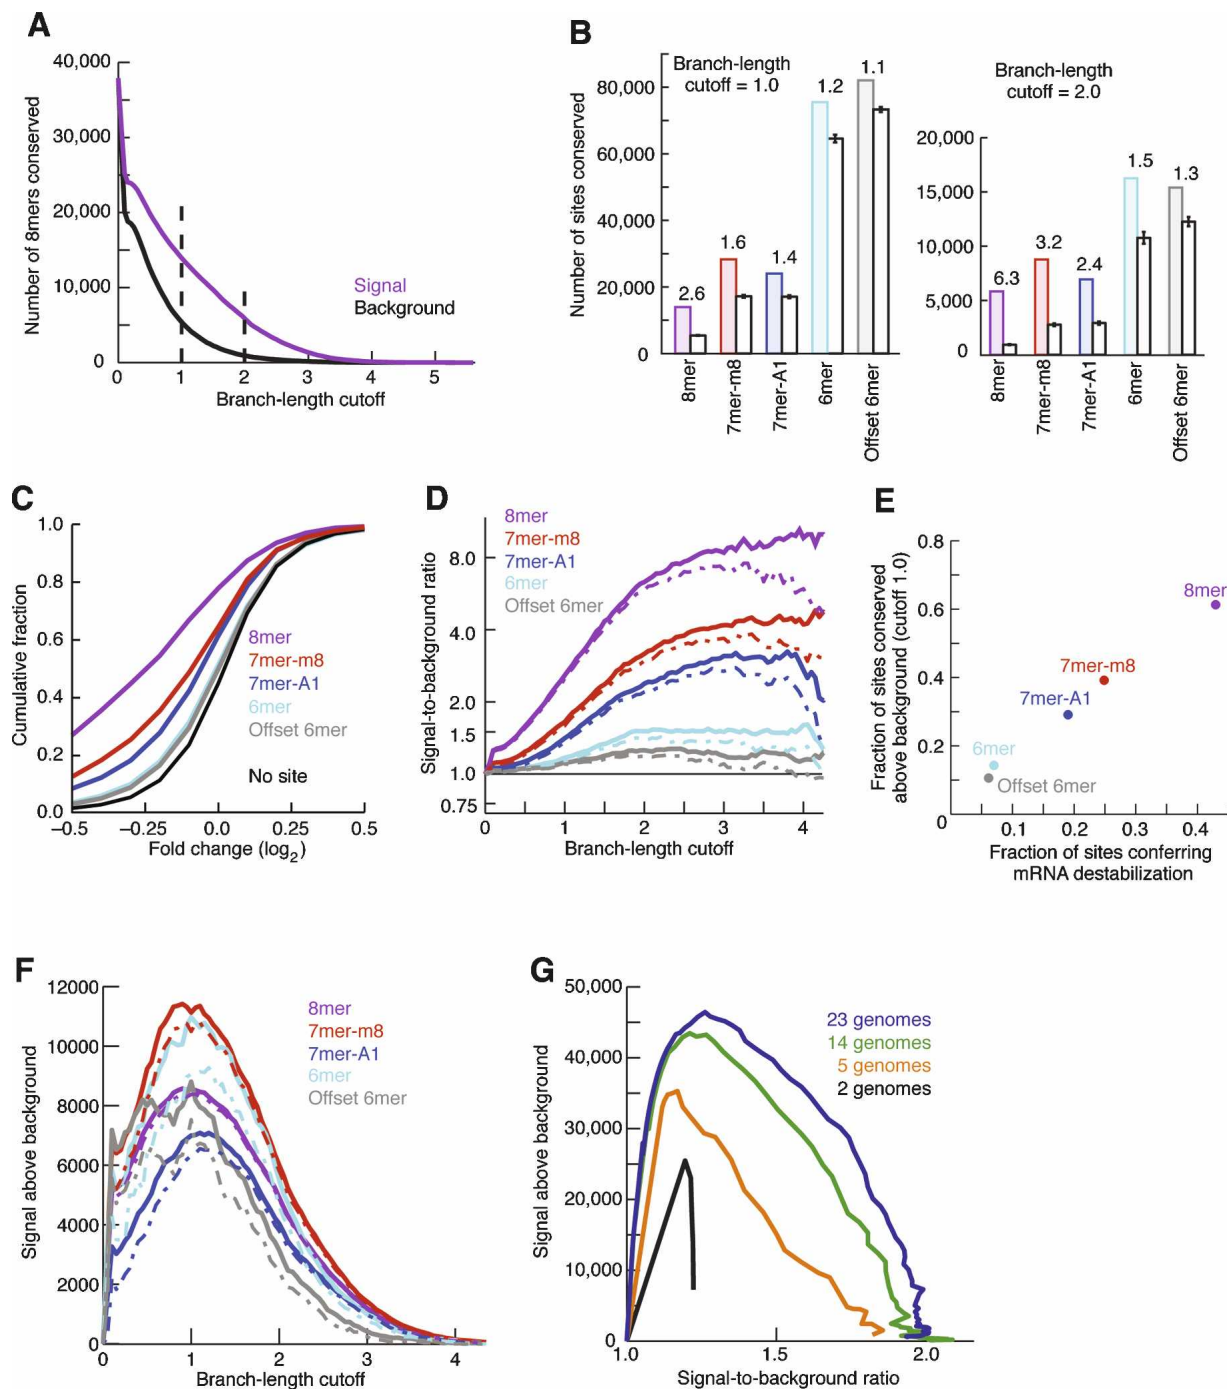 A
Number of 8mers conserved
40,000
30,000
20,000
10,000
0
Signal
Background
0 1 2 3 4 5
Branch-length cutoff
B
Number of sites conserved
Branch-length
cutoff = 1.0
80,000
60,000
40,000
20,000
0
2.6
1.6
1.4
1.2
1.1
8mer
7mer-m8
7mer-A1
6mer
Offset 6mer
Branch-length
cutoff = 2.0
20,000
15,000
10,000
5,000
0
6.3
3.2
2.4
1.5
1.3
8mer
7mer-m8
7mer-A1
6mer
Offset 6mer
C
Cumulative fraction
1.0
0.8
0.6
0.4
0.2
0.0
8mer
7mer-m8
7mer-A1
6mer
Offset 6mer
No site
−0.5 −0.25 0.0 0.25 0.5
Fold change (log2)
D
Signal-to-background ratio
8mer
7mer-m8
7mer-A1
6mer
Offset 6mer
8.0
4.0
2.0
1.5
1.0
0.75
0 1 2 3 4
Branch-length cutoff
E
Fraction of sites conserved
above background (cutoff 1.0)
0.8
0.6
0.4
0.2
0
8mer
7mer-m8
7mer-A1
6mer
Offset 6mer
0.1 0.2 0.3 0.4
Fraction of sites conferring
mRNA destabilization
F
Signal above background
12000
10000
8000
6000
4000
2000
0
8mer
7mer-m8
7mer-A1
6mer
Offset 6mer
0 1 2 3 4
Branch-length cutoff
G
Signal above background
50,000
40,000
30,000
20,000
10,000
0
23 genomes
14 genomes
5 genomes
2 genomes
1.0 1.5 2.0
Signal-to-background ratio